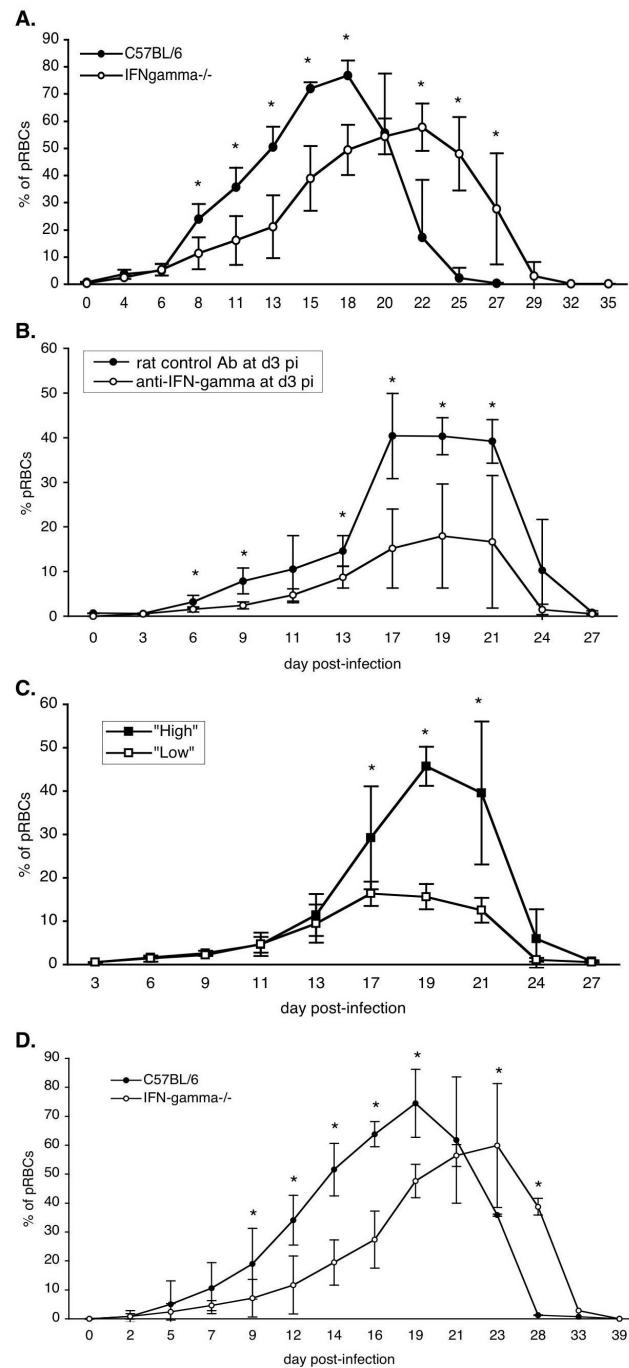 A.
90
80
70
60
50
40
30
20
10
0
% of pRBCs
C57BL/6
IFNgamma-/-
* * * * * * * * *
0 4 6 8 11 13 15 18 20 22 25 27 29 32 35
B.
60
50
40
30
20
10
0
% pRBCs
rat control Ab at d3 pi
anti-IFN-gamma at d3 pi
* * * * * *
0 3 6 9 11 13 17 19 21 24 27
day post-infection
C.
60
50
40
30
20
10
0
% of pRBCs
"High"
"Low"
* * *
3 6 9 11 13 17 19 21 24 27
day post-infection
D.
90
80
70
60
50
40
30
20
10
0
% of pRBCs
C57BL/6
IFN-gamma-/-
* * * * * * *
0 2 5 7 9 12 14 16 19 21 23 28 33 39
day post-infection